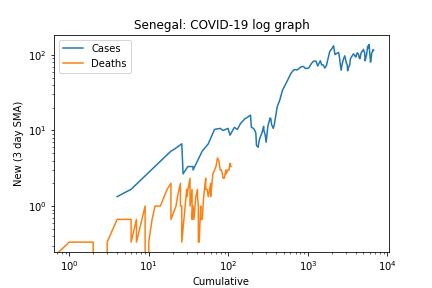 Senegal: COVID-19 log graph
Cases
Deaths
New (3 day SMA)
10²
10¹
10⁰
10⁰ 10¹ 10² 10³ 10⁴
Cumulative